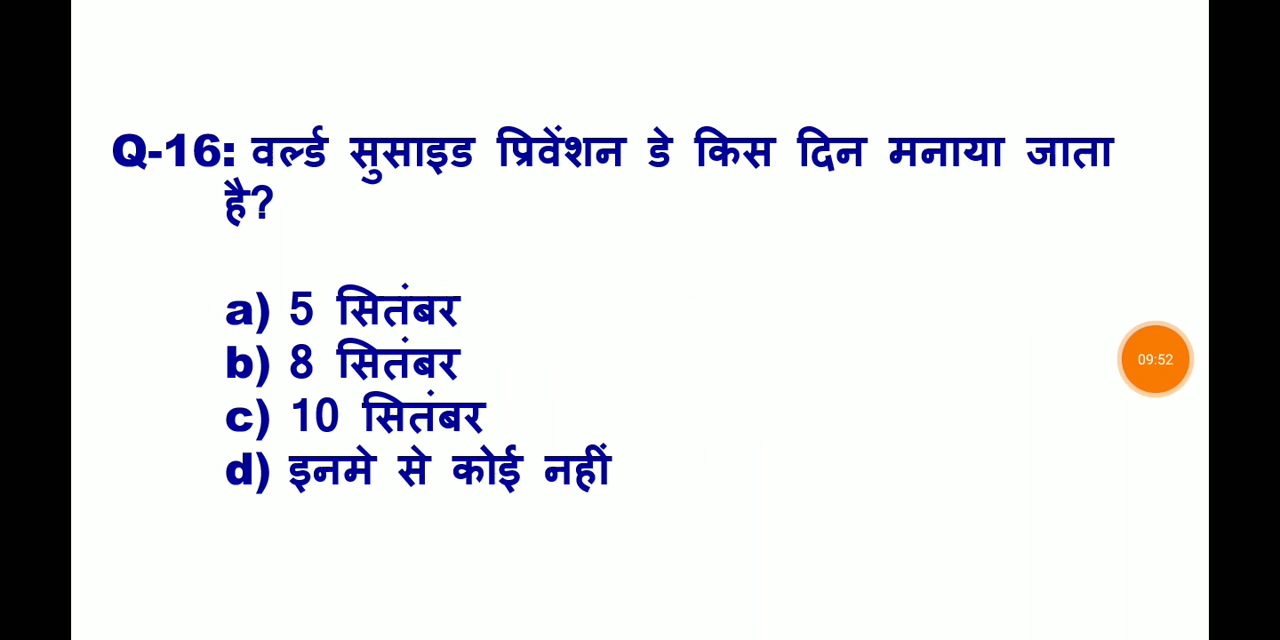 Q-16: वर्ल्ड सुसाइड प्रिवेंशन डे किस दिन मनाया जाता
है?
a) 5 सितंबर
b) 8 सितंबर
09:52
c) 10 सितंबर
d) इनमे से कोई नहीं